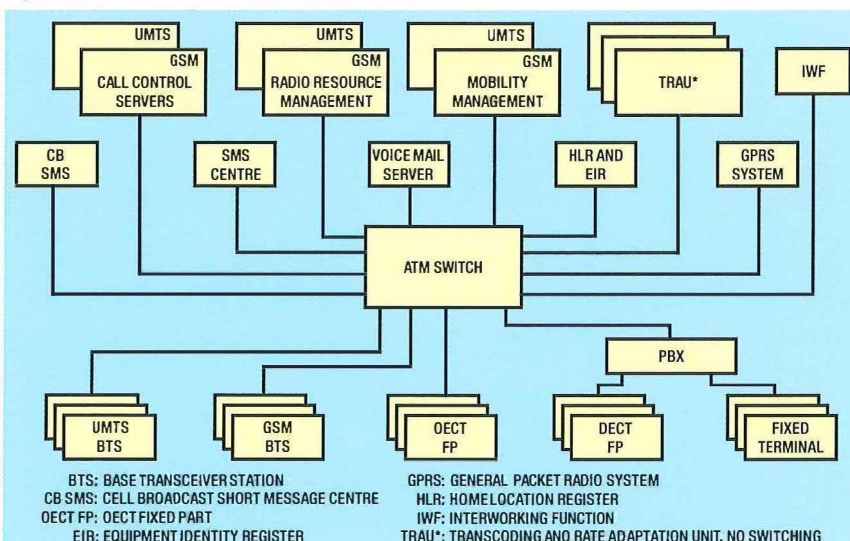 UMTS
GSM
CALL CONTROL
SERVERS
UMTS
GSM
RADIO RESOURCE
MANAGEMENT
UMTS
GSM
MOBILITY
MANAGEMENT
TRAU*
IWF
CB
SMS
SMS
CENTRE
VOICE MAIL
SERVER
HLR AND
EIR
GPRS
SYSTEM
ATM SWITCH
PBX
UMTS
BTS
GSM
BTS
OECT
FP
DECT
FP
FIXED
TERMINAL
BTS: BASE TRANSCEIVER STATION
CB SMS: CELL BROADCAST SHORT MESSAGE CENTRE
OECT FP: OECT FIXED PART
EIR: EQUIPMENT IDENTITY REGISTER
GPRS: GENERAL PACKET RADIO SYSTEM
HLR: HOME LOCATION REGISTER
IWF: INTERWORKING FUNCTION
TRAU*: TRANSCODING ANO RATE ADAPTATION UNIT, NO SWITCHING